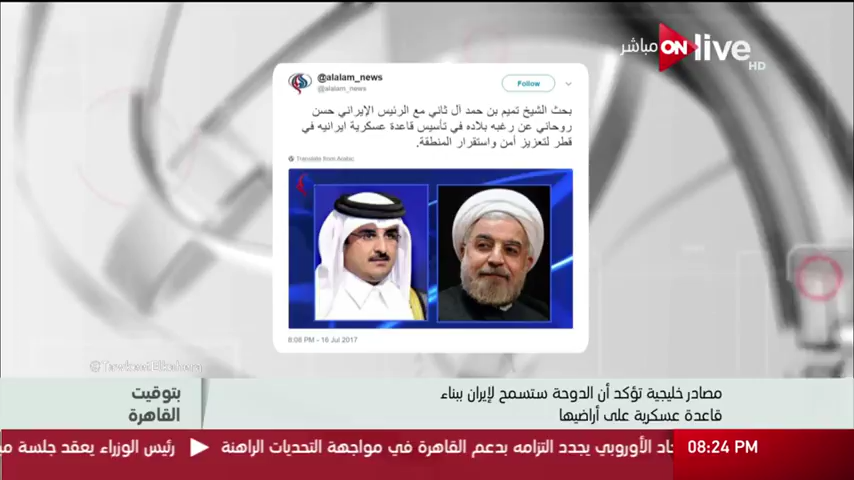 مباشر ON live HD
@alalam_news
@alalam_news
Follow
بحث الشيخ تميم بن حمد آل ثاني مع الرئيس الإيراني حسن
روحاني عن رغبه بلاده في تأسيس قاعدة عسكرية ايرانيه في
قطر لتعزيز أمن واستقرار المنطقة.
Translate from Arabic
8:08 PM - 16 Jul 2017
مصادر خليجية تؤكد أن الدوحة ستسمح لإيران ببناء
قاعدة عسكرية على أراضيها
بتوقيت
القاهرة
اد الأوروبي يجدد التزامه بدعم القاهرة في مواجهة التحديات الراهنة
رئيس الوزراء يعقد جلسة
08:24 PM